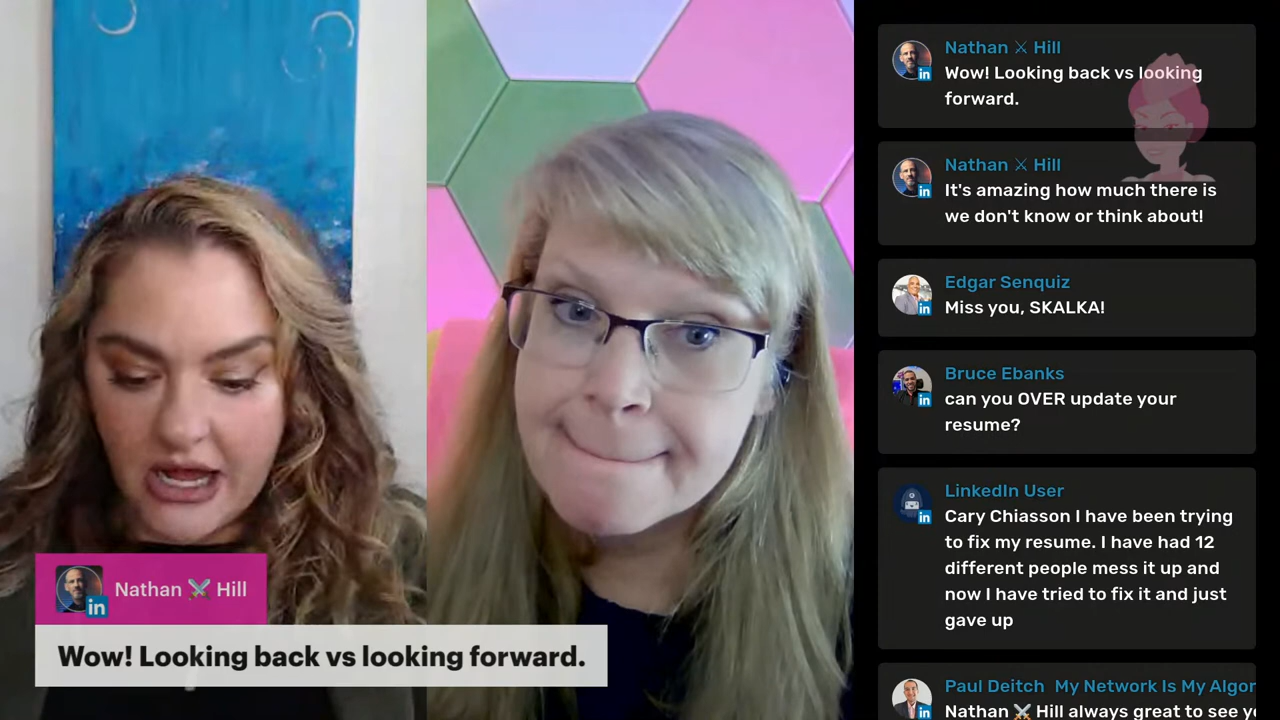 Nathan ⚔ Hill
Wow! Looking back vs looking forward.
Nathan ⚔ Hill
Wow! Looking back vs looking
forward.
Nathan ⚔ Hill
It's amazing how much there is
we don't know or think about!
Edgar Senquiz
Miss you, SKALKA!
Bruce Ebanks
can you OVER update your
resume?
LinkedIn User
Cary Chiasson I have been trying
to fix my resume. I have had 12
different people mess it up and
now I have tried to fix it and just
gave up
Paul Deitch My Network Is My Algor
Nathan ⚔ Hill always great to see